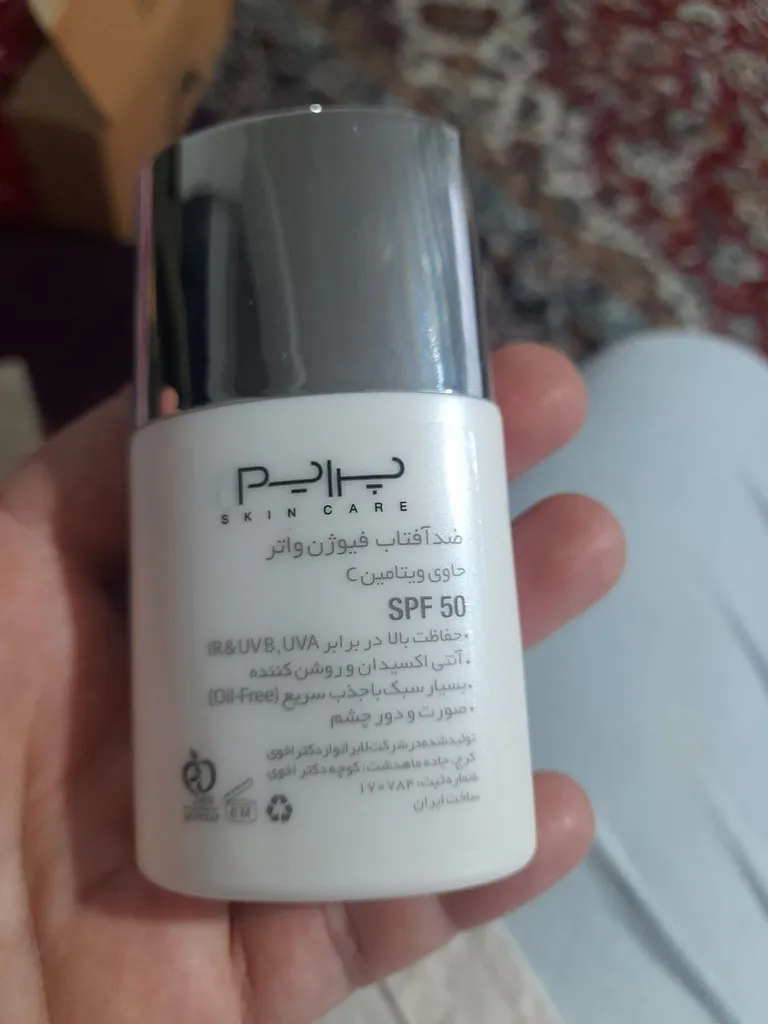 پرایم
SKIN CARE
ضدآفتاب فیوژن واتر
حاوی ویتامین C
SPF 50
•حفاظت بالا در برابر IR&UVB, UVA
•آنتی اکسیدان و روشن کننده
•بسیار سبک با جذب سریع (Oil-Free)
•صورت و دور چشم
تولید شده در شرکت لابراتوار دکتر اخوی
کرج، جاده ماهدشت، کوچه دکتر اخوی
شماره ثبت: ۱۷۰۷۸۴
ساخت ایران
6 M